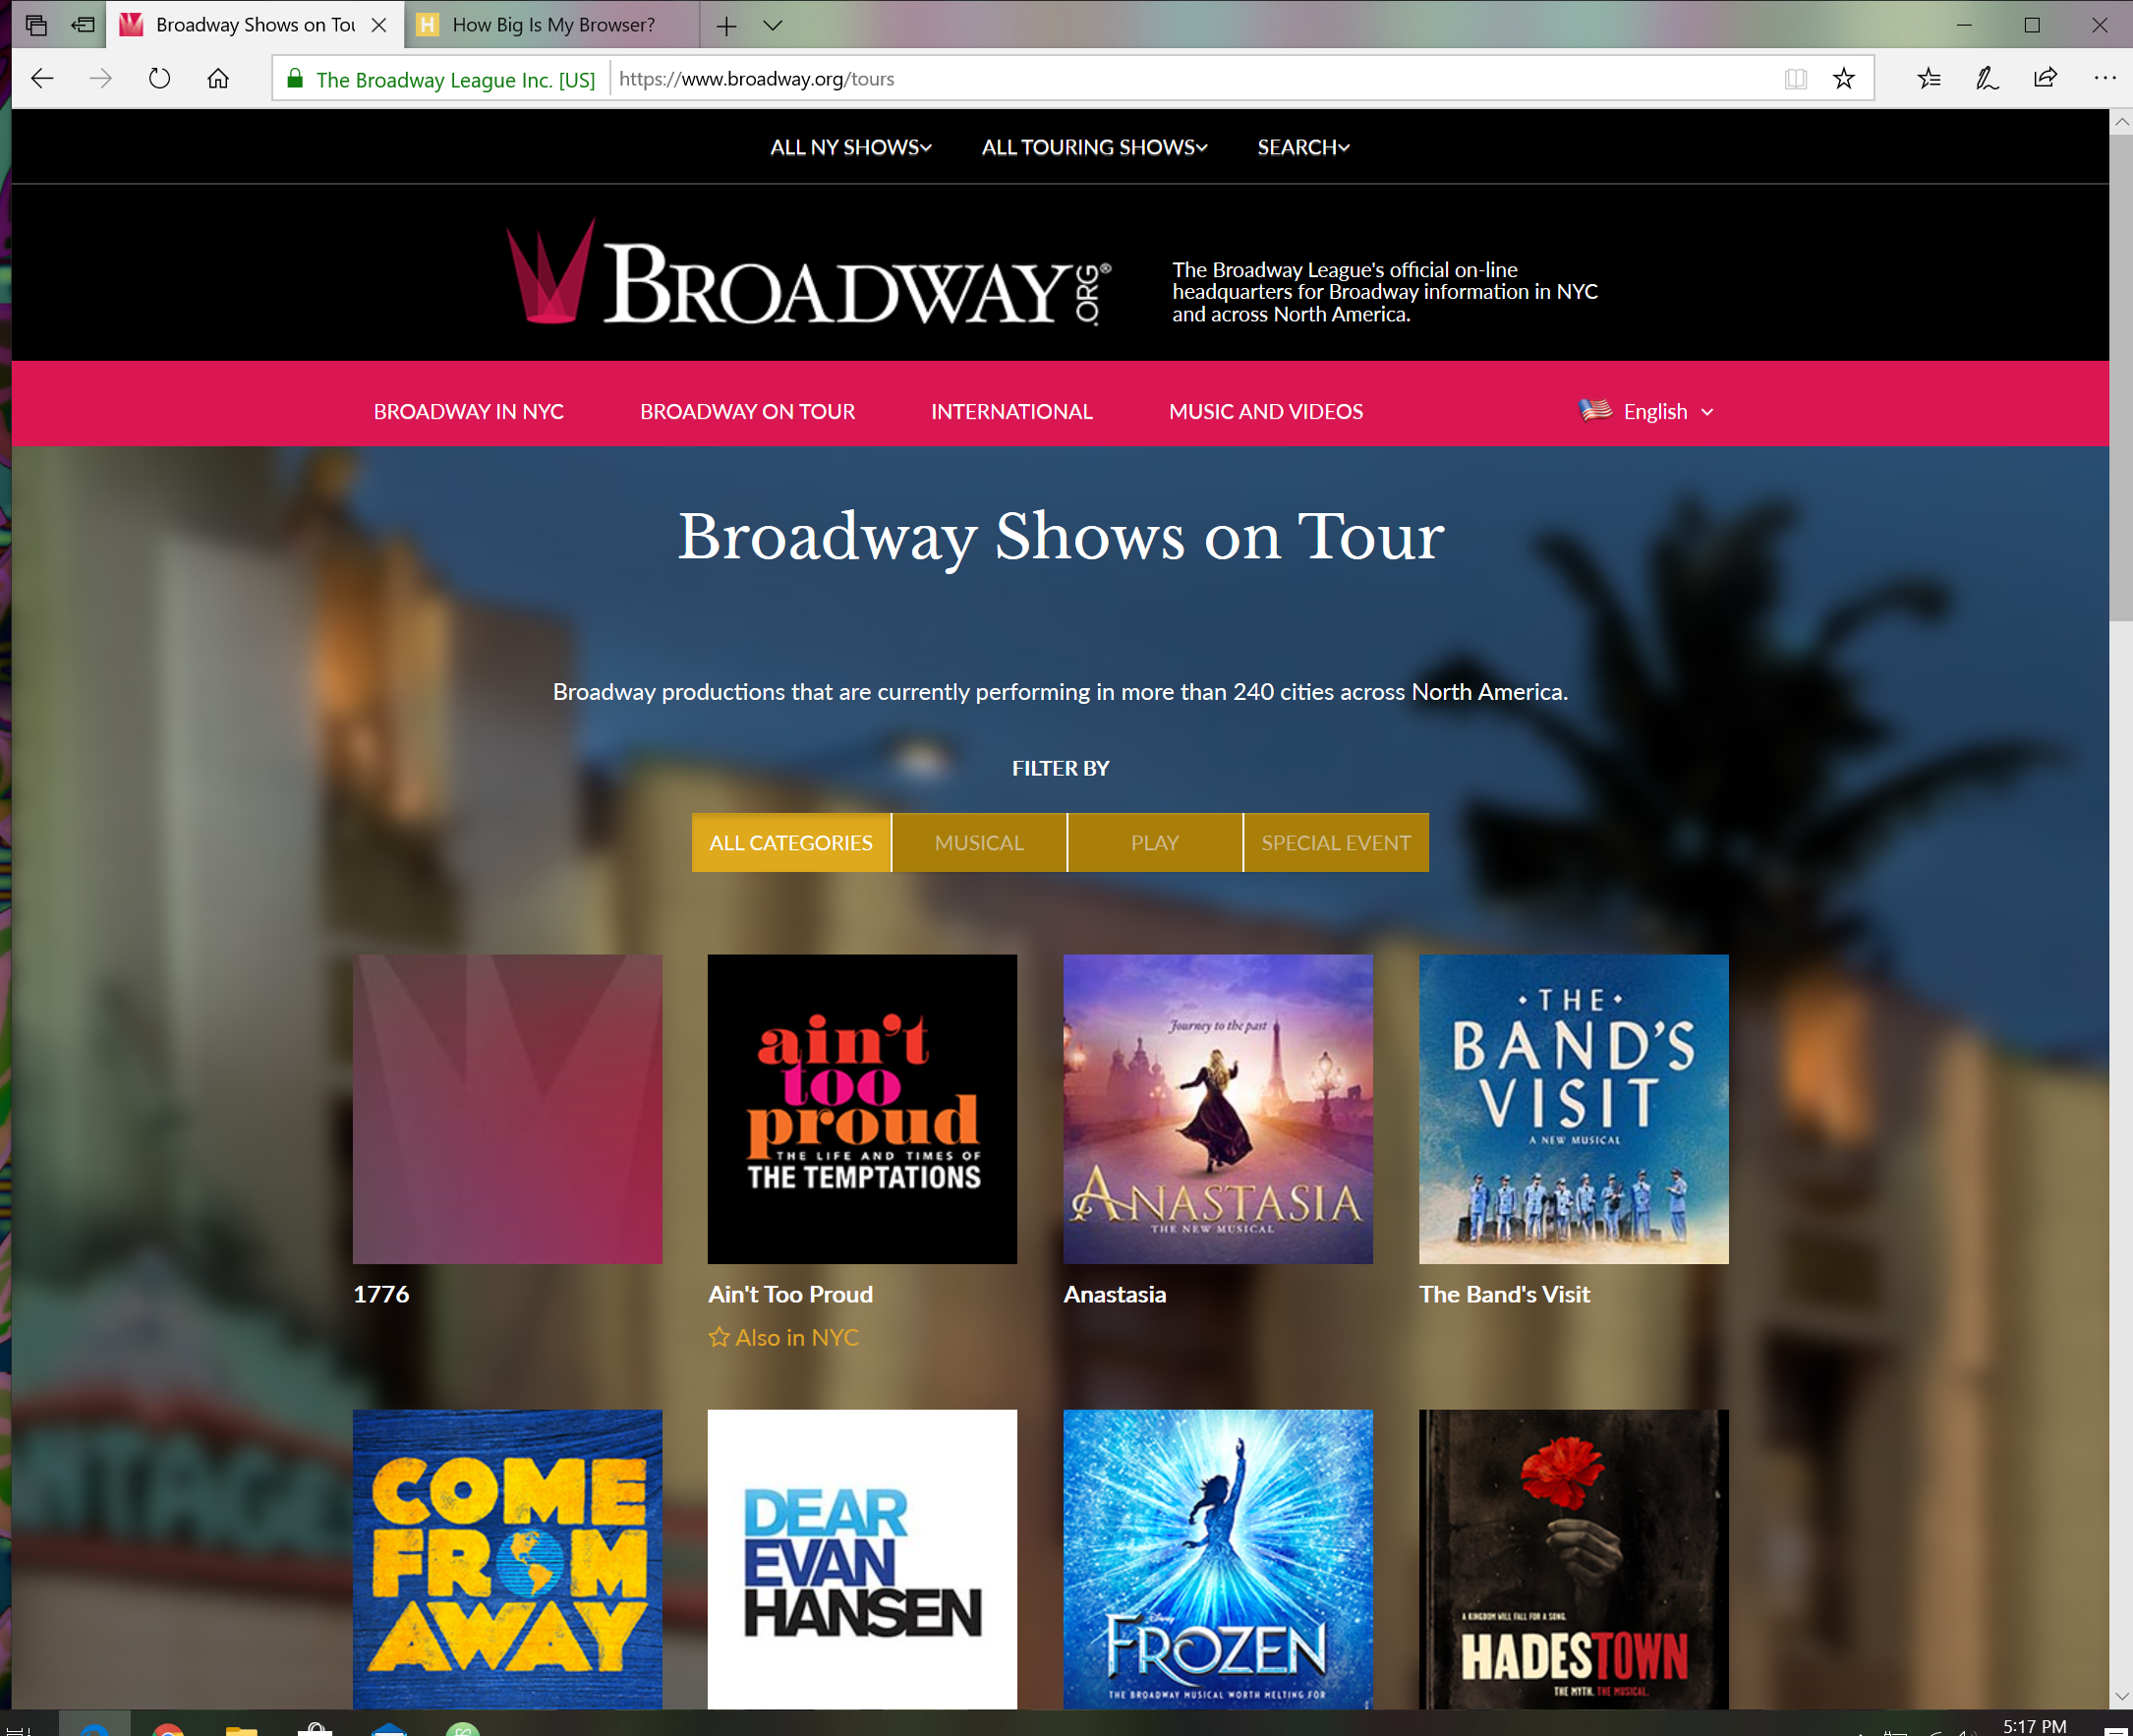 Broadway Shows on Tou
How Big Is My Browser?
The Broadway League Inc. [US]
https://www.broadway.org/tours
ALL NY SHOWS
ALL TOURING SHOWS
SEARCH
BROADWAY.ORG®
The Broadway League's official on-line
headquarters for Broadway information in NYC
and across North America.
BROADWAY IN NYC
BROADWAY ON TOUR
INTERNATIONAL
MUSIC AND VIDEOS
English
Broadway Shows on Tour
Broadway productions that are currently performing in more than 240 cities across North America.
FILTER BY
ALL CATEGORIES
MUSICAL
PLAY
SPECIAL EVENT
ain't
too
proud
THE LIFE AND TIMES OF
THE TEMPTATIONS
Journey to the past
ANASTASIA
THE NEW MUSICAL
• THE •
BAND'S
VISIT
A NEW MUSICAL
1776
Ain't Too Proud
Also in NYC
Anastasia
The Band's Visit
COME
FROM
AWAY
DEAR
EVAN
HANSEN
Disney
FROZEN
THE BROADWAY MUSICAL WORTH MELTING FOR
A KINGDOM WILL FALL FOR A SONG.
HADESTOWN
THE MYTH. THE MUSICAL.
5:17 PM